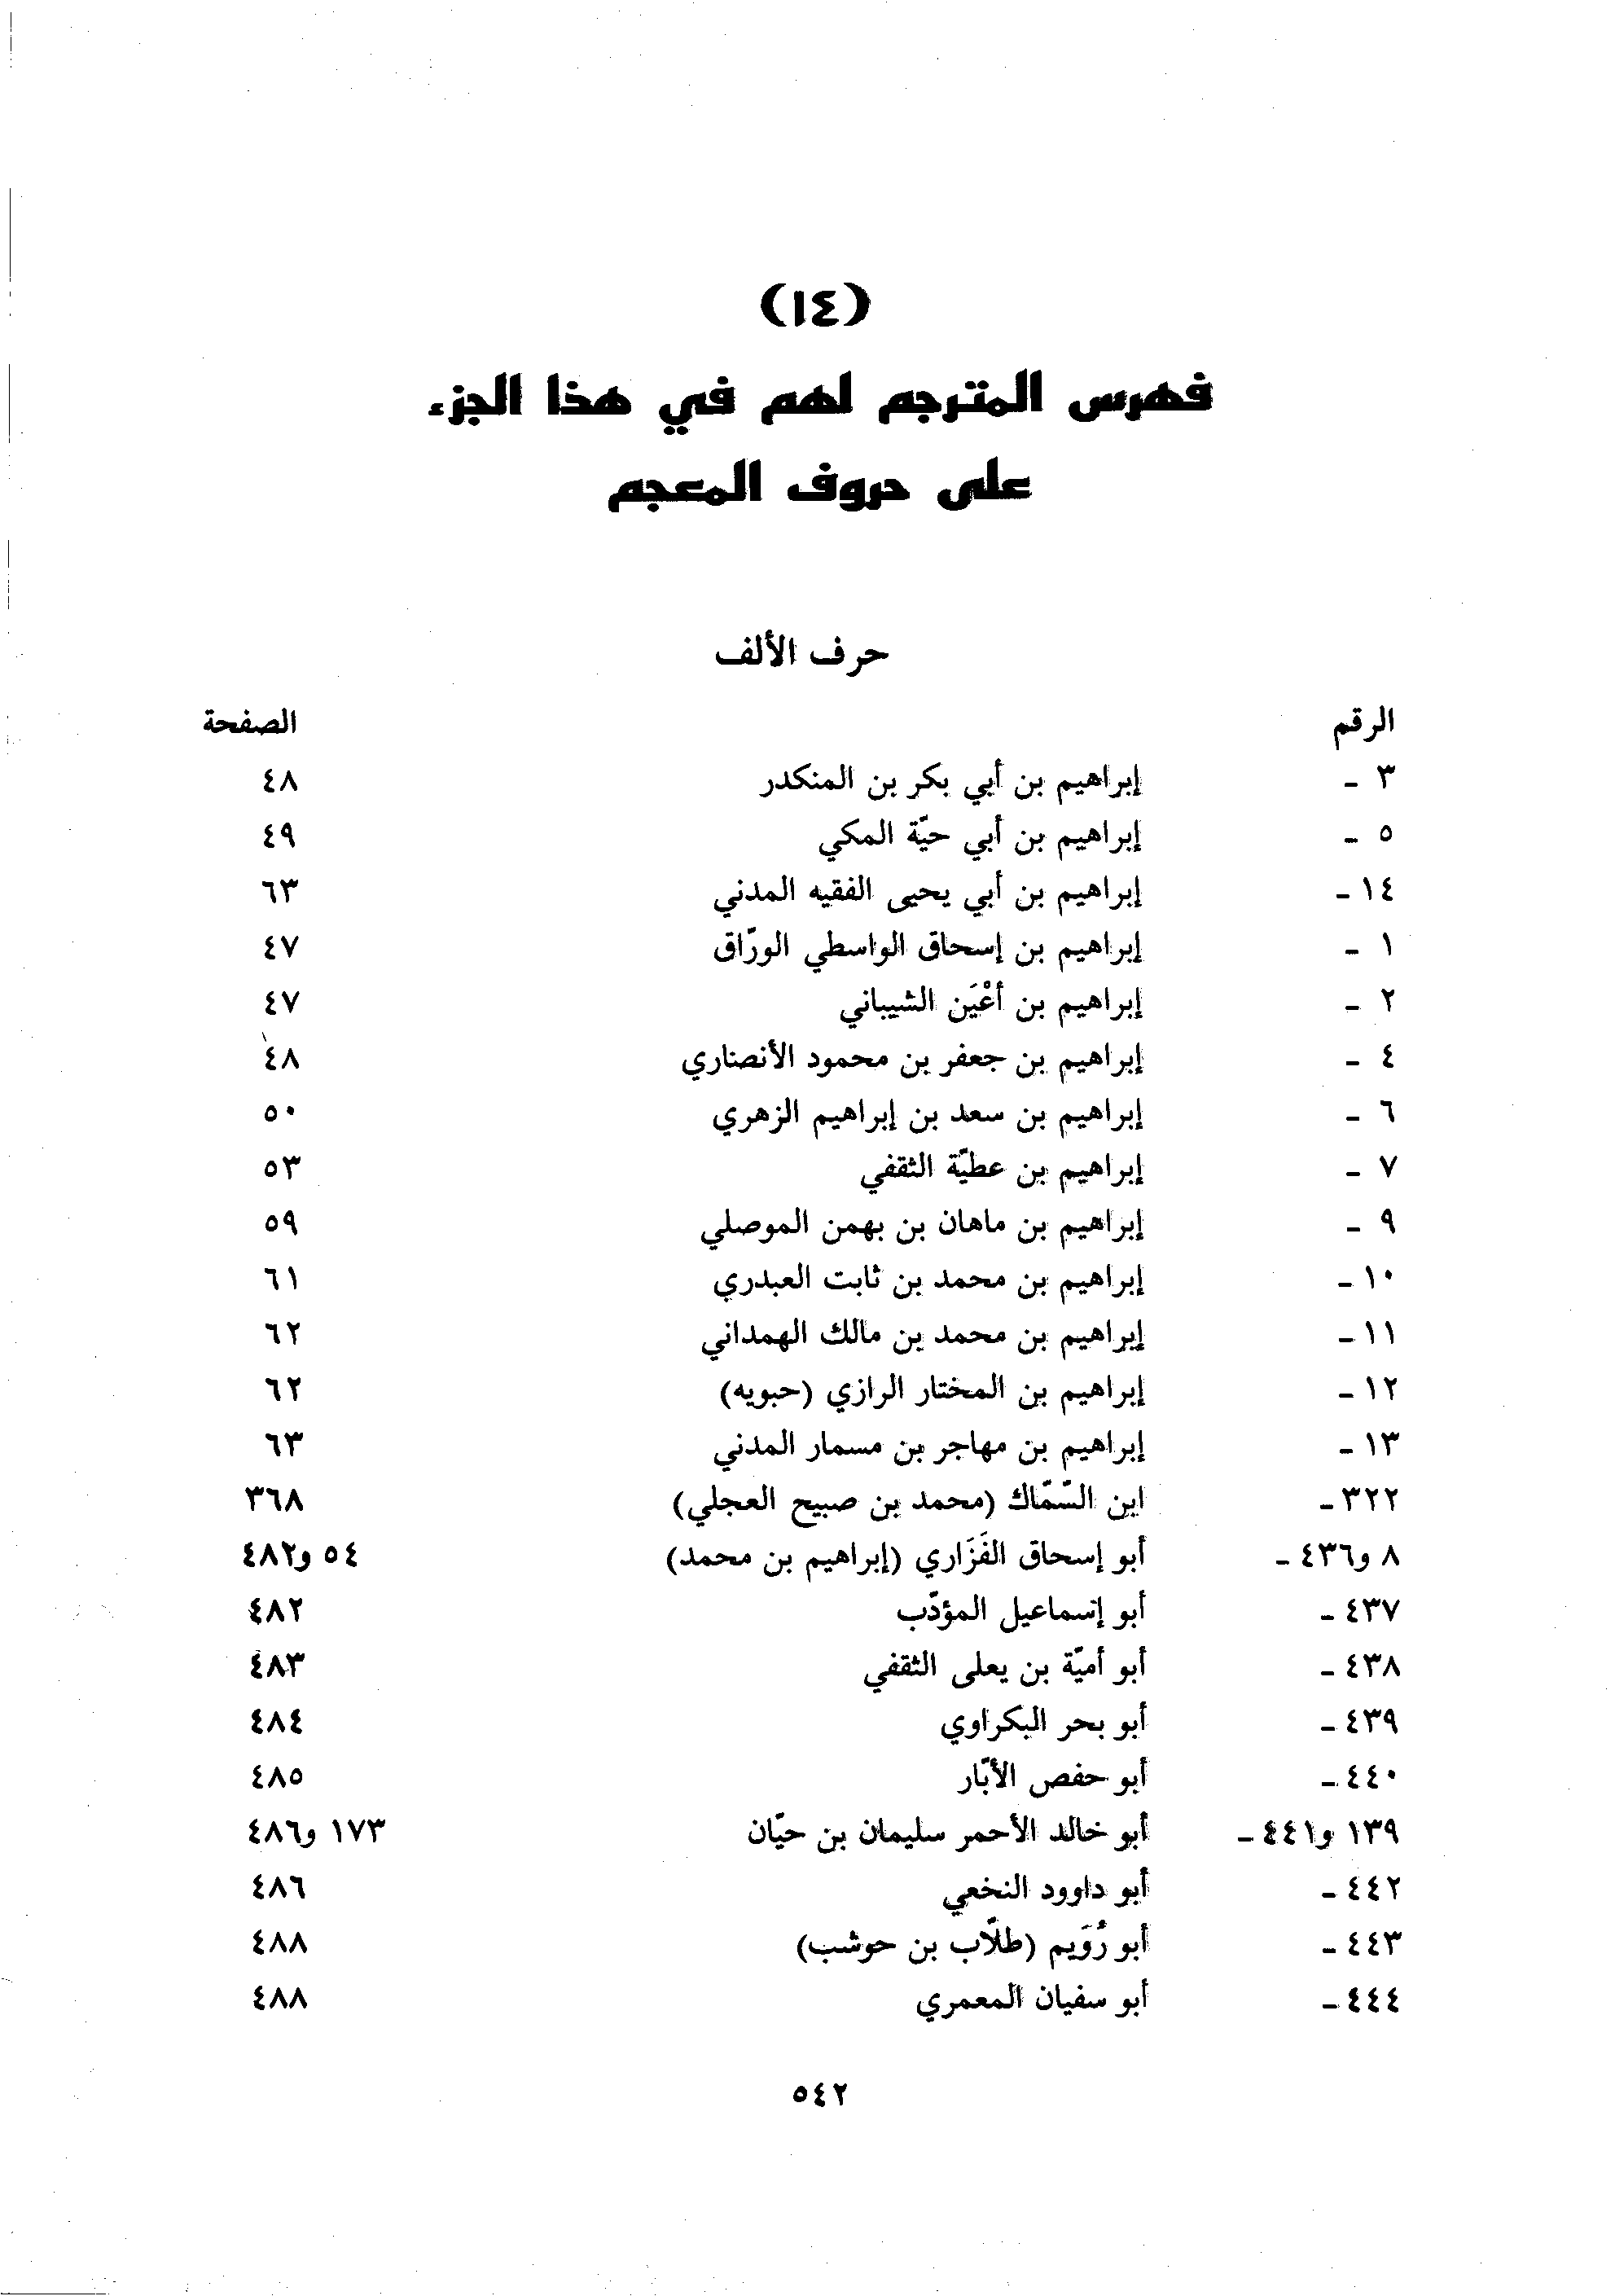 (١٤)
فهرس المترجم لهم في هذا الجزء
على حروف المعجم
حرف الألف
الرقم الصفحة
٣ - إبراهيم بن أبي بكر بن المنكدر ٤٨
٥ - إبراهيم بن أبي حيّة المكي ٤٩
١٤ - إبراهيم بن أبي يحيى الفقيه المدني ٦٣
١ - إبراهيم بن إسحاق الواسطي الورّاق ٤٧
٢ - إبراهيم بن أعْيَن الشيباني ٤٧
٤ - إبراهيم بن جعفر بن محمود الأنصاري ٤٨
٦ - إبراهيم بن سعد بن إبراهيم الزهري ٥٠
٧ - إبراهيم بن عطيّة الثقفي ٥٣
٩ - إبراهيم بن ماهان بن بهمن الموصلي ٥٩
١٠ - إبراهيم بن محمد بن ثابت العبدري ٦١
١١ - إبراهيم بن محمد بن مالك الهمداني ٦٢
١٢ - إبراهيم بن المختار الرازي (حبويه) ٦٢
١٣ - إبراهيم بن مهاجر بن مسمار المدني ٦٣
٣٢٢ - ابن السّمّاك (محمد بن صبيح العجلي) ٣٦٨
٨ و٤٣٦ - أبو إسحاق الفَزَاري (إبراهيم بن محمد) ٥٤ و٤٨٢
٤٣٧ - أبو إسماعيل المؤدّب ٤٨٢
٤٣٨ - أبو أميّة بن يعلى الثقفي ٤٨٣
٤٣٩ - أبو بحر البكراوي ٤٨٤
٤٤٠ - أبو حفص الأبّار ٤٨٥
١٣٩ و٤٤١ - أبو خالد الأحمر سليمان بن حيّان ١٧٣ و٤٨٦
٤٤٢ - أبو داوود النخعي ٤٨٦
٤٤٣ - أبو رُوَيم (طلّاب بن حوشب) ٤٨٨
٤٤٤ - أبو سفيان المعمري ٤٨٨
٥٤٢